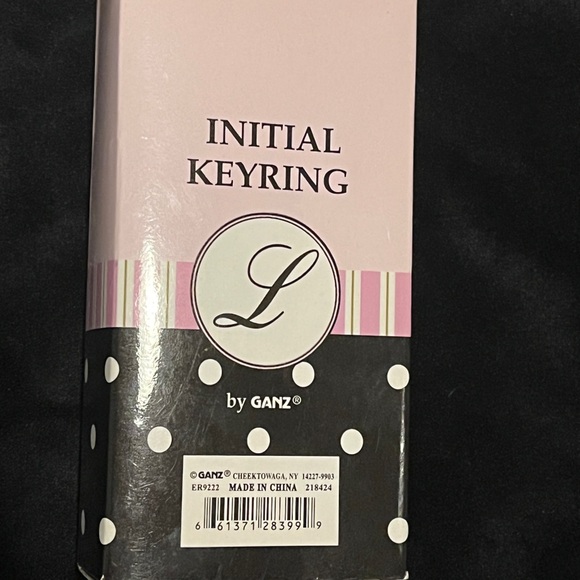 INITIAL
KEYRING
L
by GANZ®
© GANZ® CHEEKTOWAGA, NY 14227-9903
ER9222 MADE IN CHINA 218424
6 61371 28399 9